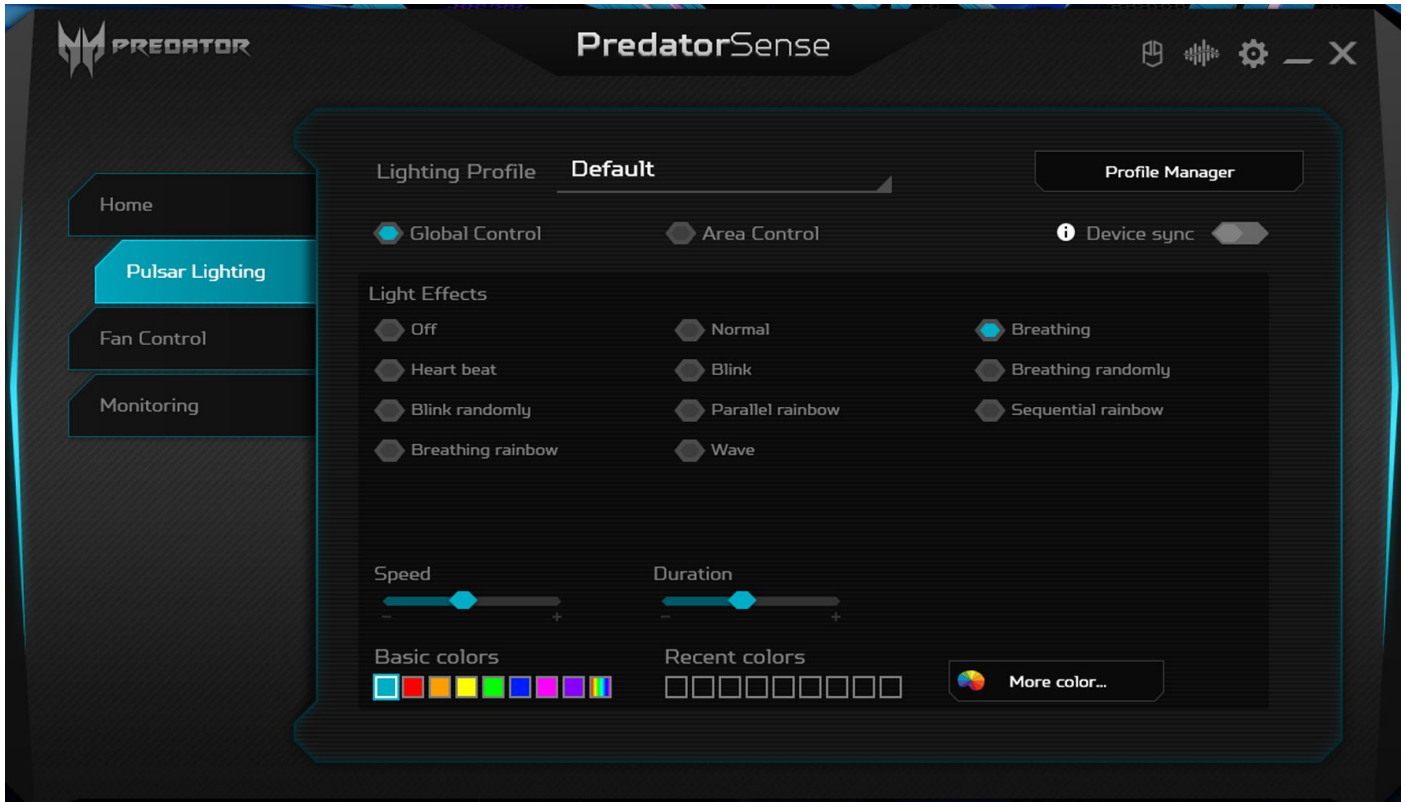 PREDATOR
PredatorSense
Lighting Profile Default
Profile Manager
Home
Pulsar Lighting
Fan Control
Monitoring
Global Control
Area Control
Device sync
Light Effects
Off
Normal
Breathing
Heart beat
Blink
Breathing randomly
Blink randomly
Parallel rainbow
Sequential rainbow
Breathing rainbow
Wave
Speed
Duration
- +
- +
Basic colors
Recent colors
More color...